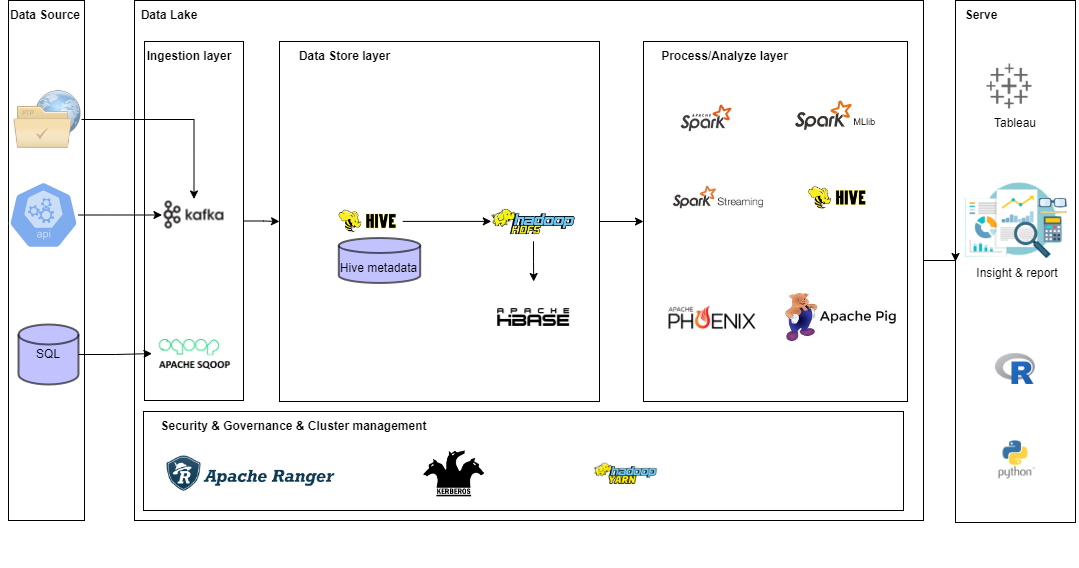 Data Source
FTP
api
SQL
Data Lake
Ingestion layer
kafka
sqoop
APACHE SQOOP
Data Store layer
HIVE
Hive metadata
hadoop
HDFS
APACHE
HBASE
Process/Analyze layer
APACHE
Spark
Spark MLlib
Spark Streaming
HIVE
APACHE
PHOENIX
Apache Pig
Security & Governance & Cluster management
R
Apache Ranger
KERBEROS
hadoop
YARN
Serve
Tableau
Insight & report
R
python